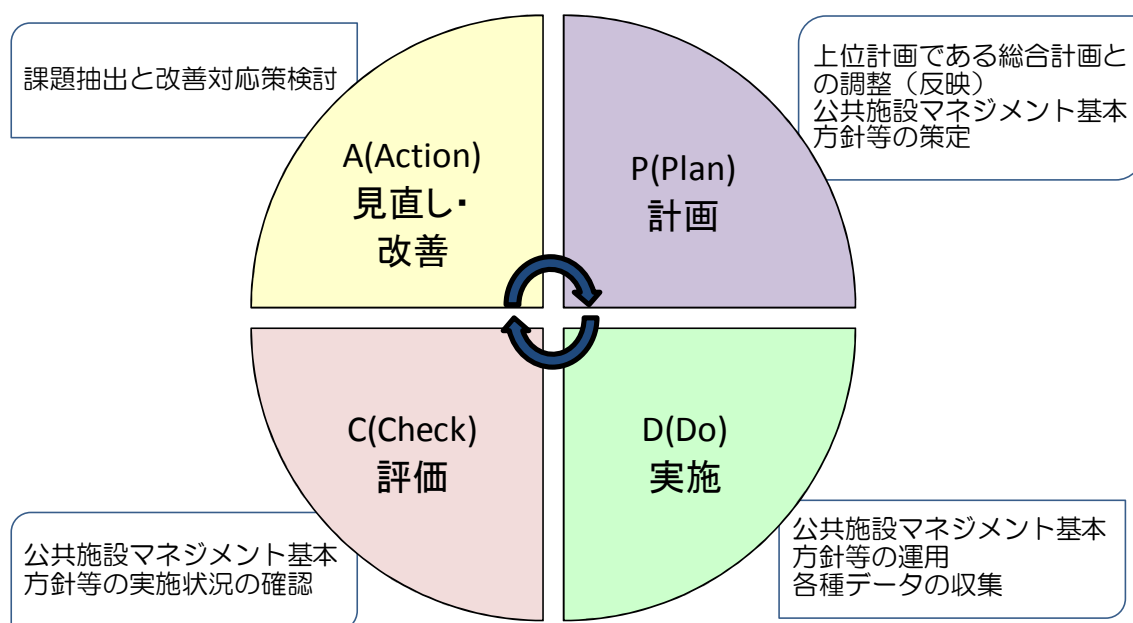 課題抽出と改善対応策検討
A(Action)
見直し・
改善
上位計画である総合計画と
の調整（反映）
公共施設マネジメント基本
方針等の策定
P(Plan)
計画
C(Check)
評価
公共施設マネジメント基本
方針等の実施状況の確認
D(Do)
実施
公共施設マネジメント基本
方針等の運用
各種データの収集